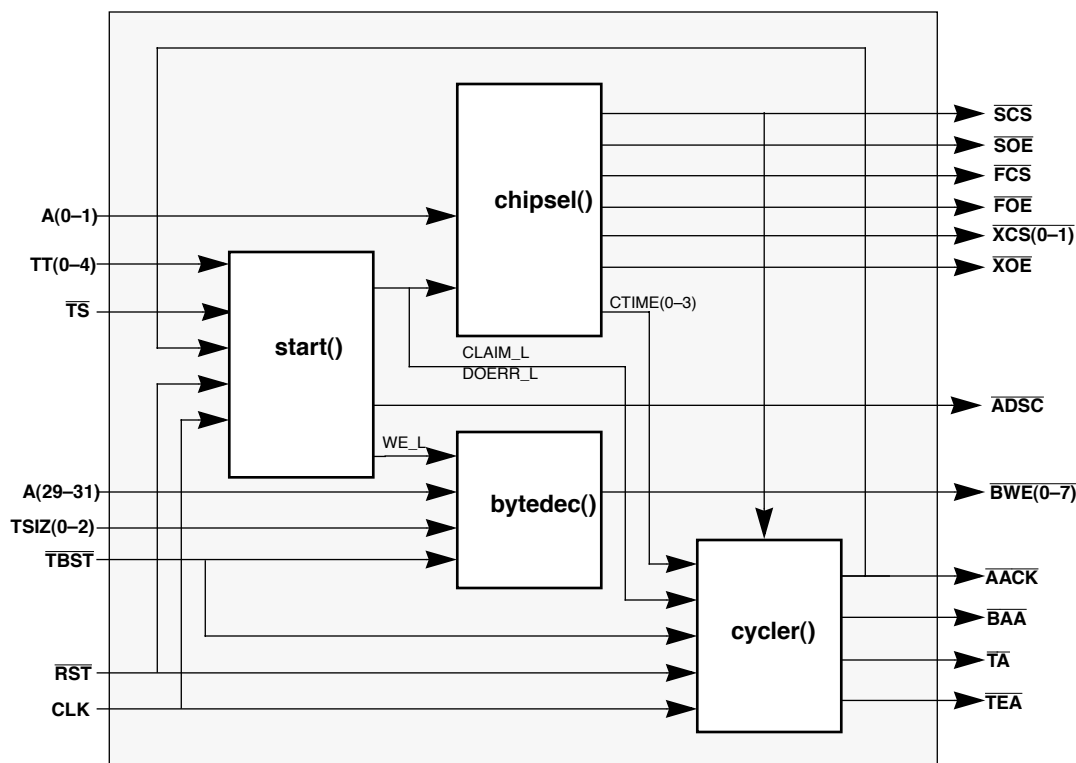 SCS
SOE
FCS
chipsel()
FOE
A(0–1)
XCS(0–1)
TT(0–4)
XOE
CTIME(0–3)
TS
start()
CLAIM_L
DOERR_L
ADSC
WE_L
A(29–31)
bytedec()
BWE(0–7)
TSIZ(0–2)
TBST
AACK
BAA
cycler()
TA
RST
TEA
CLK